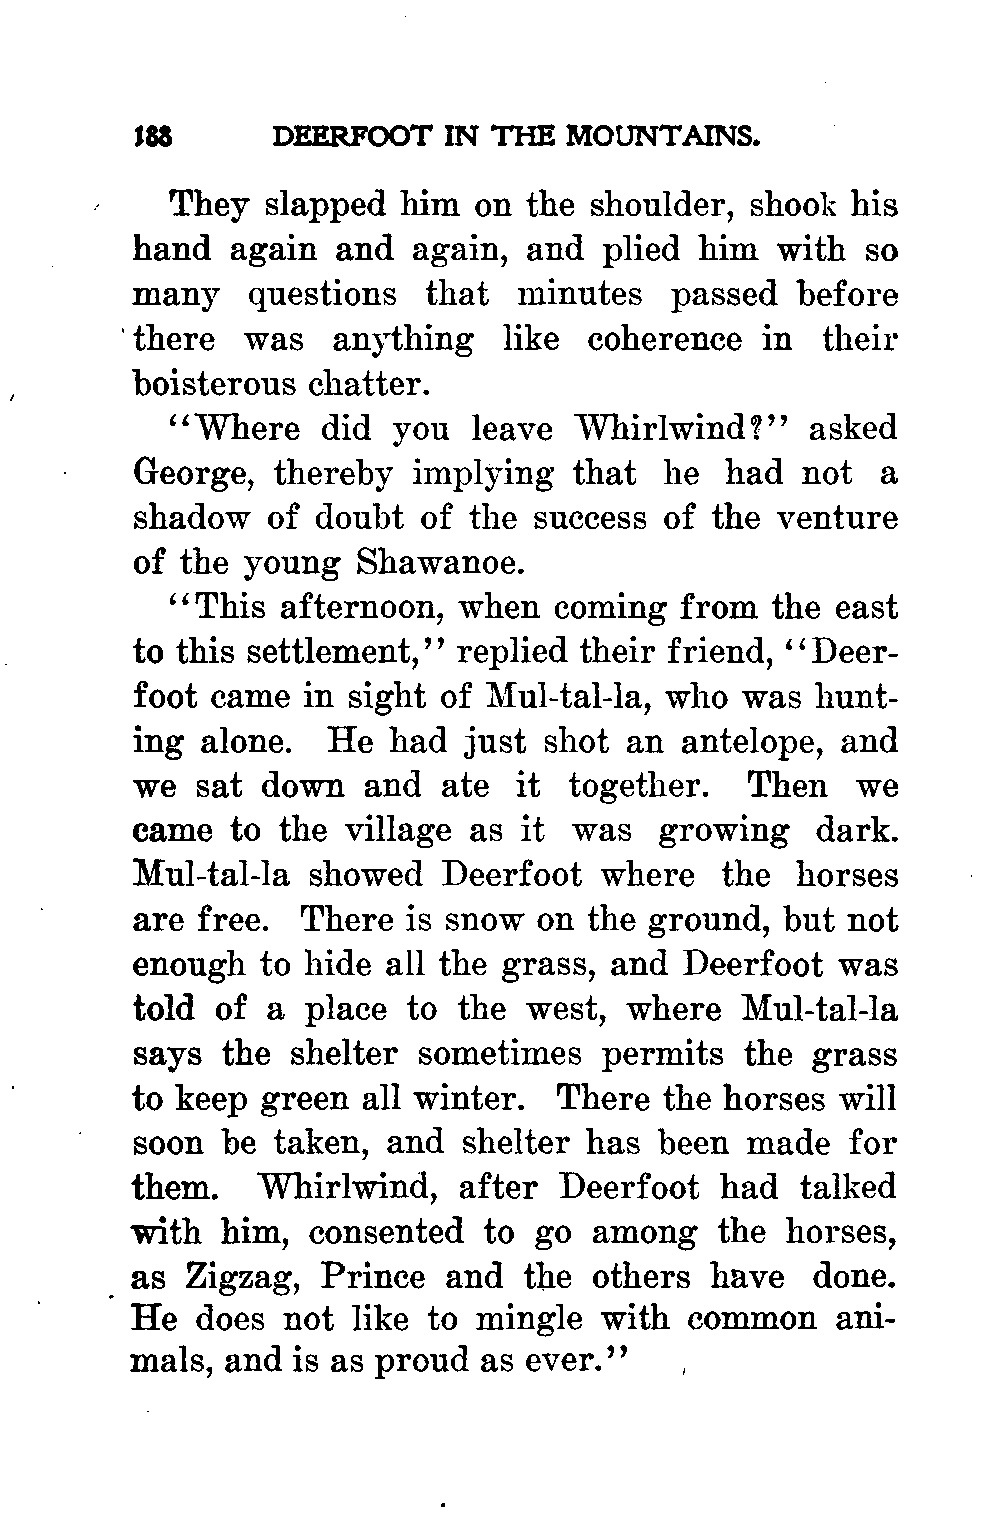 188 DEERFOOT IN THE MOUNTAINS.
They slapped him on the shoulder, shook his
hand again and again, and plied him with so
many questions that minutes passed before
there was anything like coherence in their
boisterous chatter.
“Where did you leave Whirlwind?” asked
George, thereby implying that he had not a
shadow of doubt of the success of the venture
of the young Shawanoe.
“This afternoon, when coming from the east
to this settlement,” replied their friend, “Deer-
foot came in sight of Mul-tal-la, who was hunt-
ing alone. He had just shot an antelope, and
we sat down and ate it together. Then we
came to the village as it was growing dark.
Mul-tal-la showed Deerfoot where the horses
are free. There is snow on the ground, but not
enough to hide all the grass, and Deerfoot was
told of a place to the west, where Mul-tal-la
says the shelter sometimes permits the grass
to keep green all winter. There the horses will
soon be taken, and shelter has been made for
them. Whirlwind, after Deerfoot had talked
with him, consented to go among the horses,
as Zigzag, Prince and the others have done.
He does not like to mingle with common ani-
mals, and is as proud as ever.”